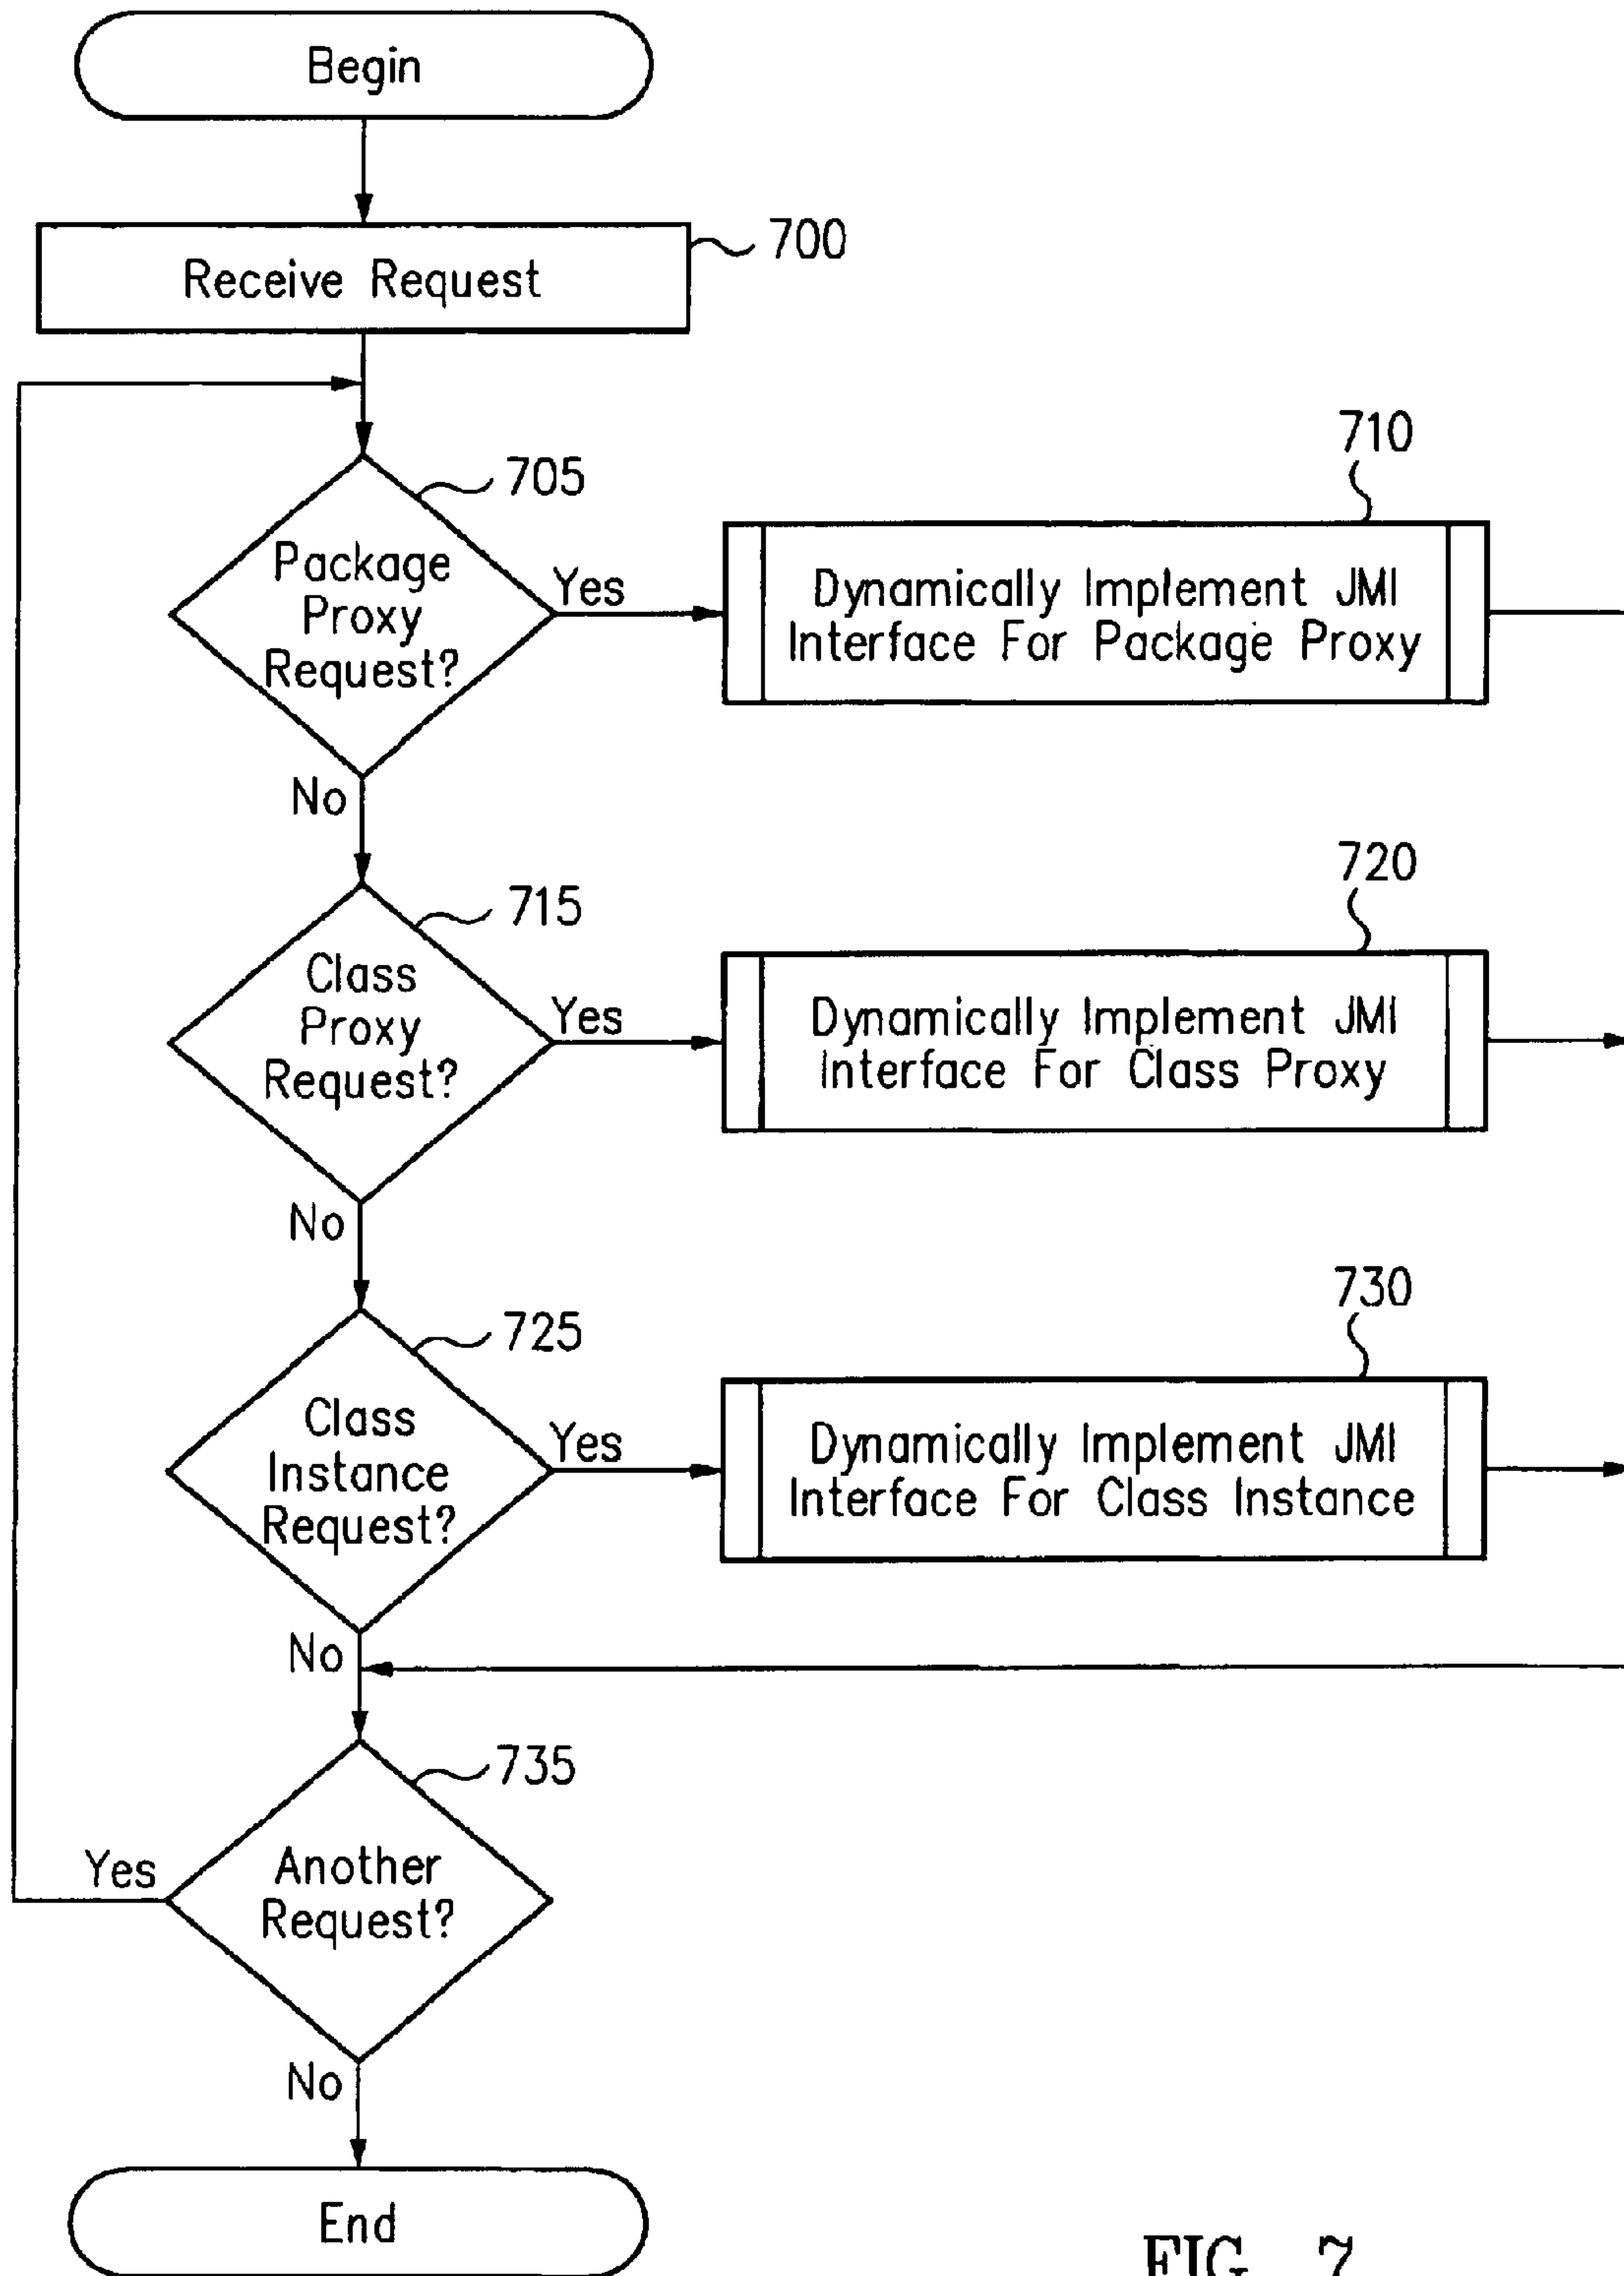 Begin
Receive Request
700
705
Package
Proxy
Request?
Yes
710
Dynamically Implement JMI
Interface For Package Proxy
No
715
Class
Proxy
Request?
Yes
720
Dynamically Implement JMI
Interface For Class Proxy
No
725
Class
Instance
Request?
Yes
730
Dynamically Implement JMI
Interface For Class Instance
No
735
Another
Request?
Yes
No
End
FIG. 7